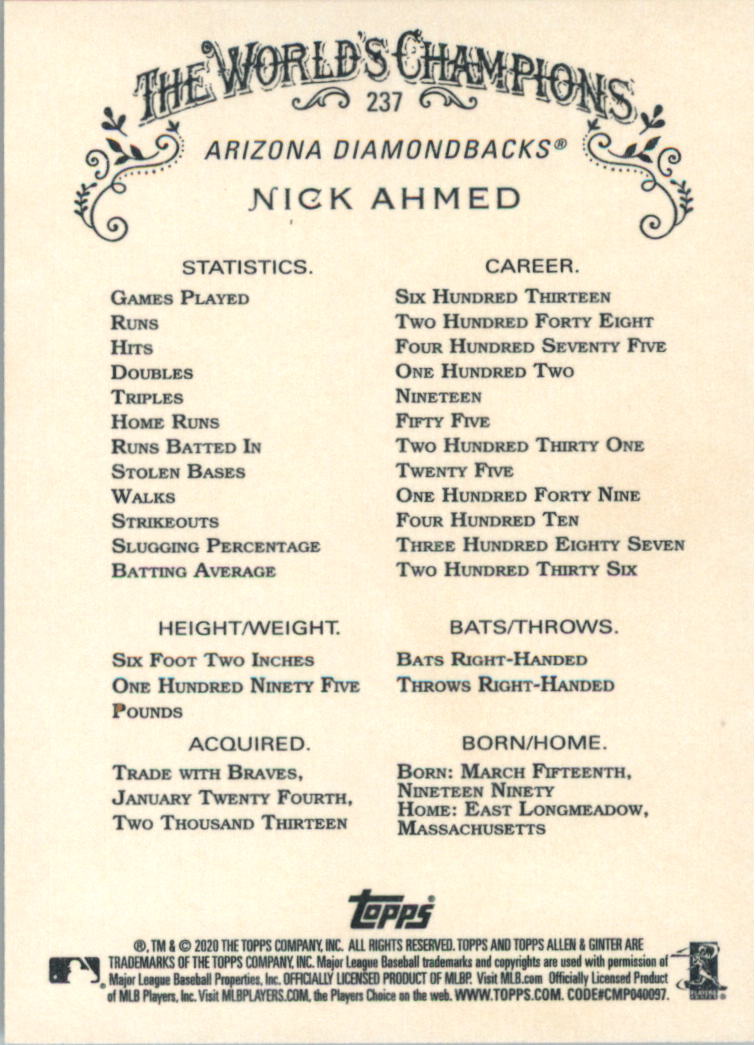 THE WORLD'S CHAMPIONS
237
ARIZONA DIAMONDBACKS®
NICK AHMED
STATISTICS. CAREER.
GAMES PLAYED SIX HUNDRED THIRTEEN
RUNS TWO HUNDRED FORTY EIGHT
HITS FOUR HUNDRED SEVENTY FIVE
DOUBLES ONE HUNDRED TWO
TRIPLES NINETEEN
HOME RUNS FIFTY FIVE
RUNS BATTED IN TWO HUNDRED THIRTY ONE
STOLEN BASES TWENTY FIVE
WALKS ONE HUNDRED FORTY NINE
STRIKEOUTS FOUR HUNDRED TEN
SLUGGING PERCENTAGE THREE HUNDRED EIGHTY SEVEN
BATTING AVERAGE TWO HUNDRED THIRTY SIX
HEIGHT/WEIGHT.
SIX FOOT TWO INCHES
ONE HUNDRED NINETY FIVE
POUNDS
BATS/THROWS.
BATS RIGHT-HANDED
THROWS RIGHT-HANDED
ACQUIRED.
TRADE WITH BRAVES,
JANUARY TWENTY FOURTH,
TWO THOUSAND THIRTEEN
BORN/HOME.
BORN: MARCH FIFTEENTH,
NINETEEN NINETY
HOME: EAST LONGMEADOW,
MASSACHUSETTS
TOPPS®
®, TM & © 2020 THE TOPPS COMPANY, INC. ALL RIGHTS RESERVED. TOPPS AND TOPPS ALLEN & GINTER ARE
TRADEMARKS OF THE TOPPS COMPANY, INC. Major League Baseball trademarks and copyrights are used with permission of
Major League Baseball Properties, Inc. OFFICIALLY LICENSED PRODUCT OF MLBP. Visit MLB.com Officially Licensed Product
of MLB Players, Inc. Visit MLBPLAYERS.COM, the Players Choice on the web. WWW.TOPPS.COM. CODE#CMP040097.